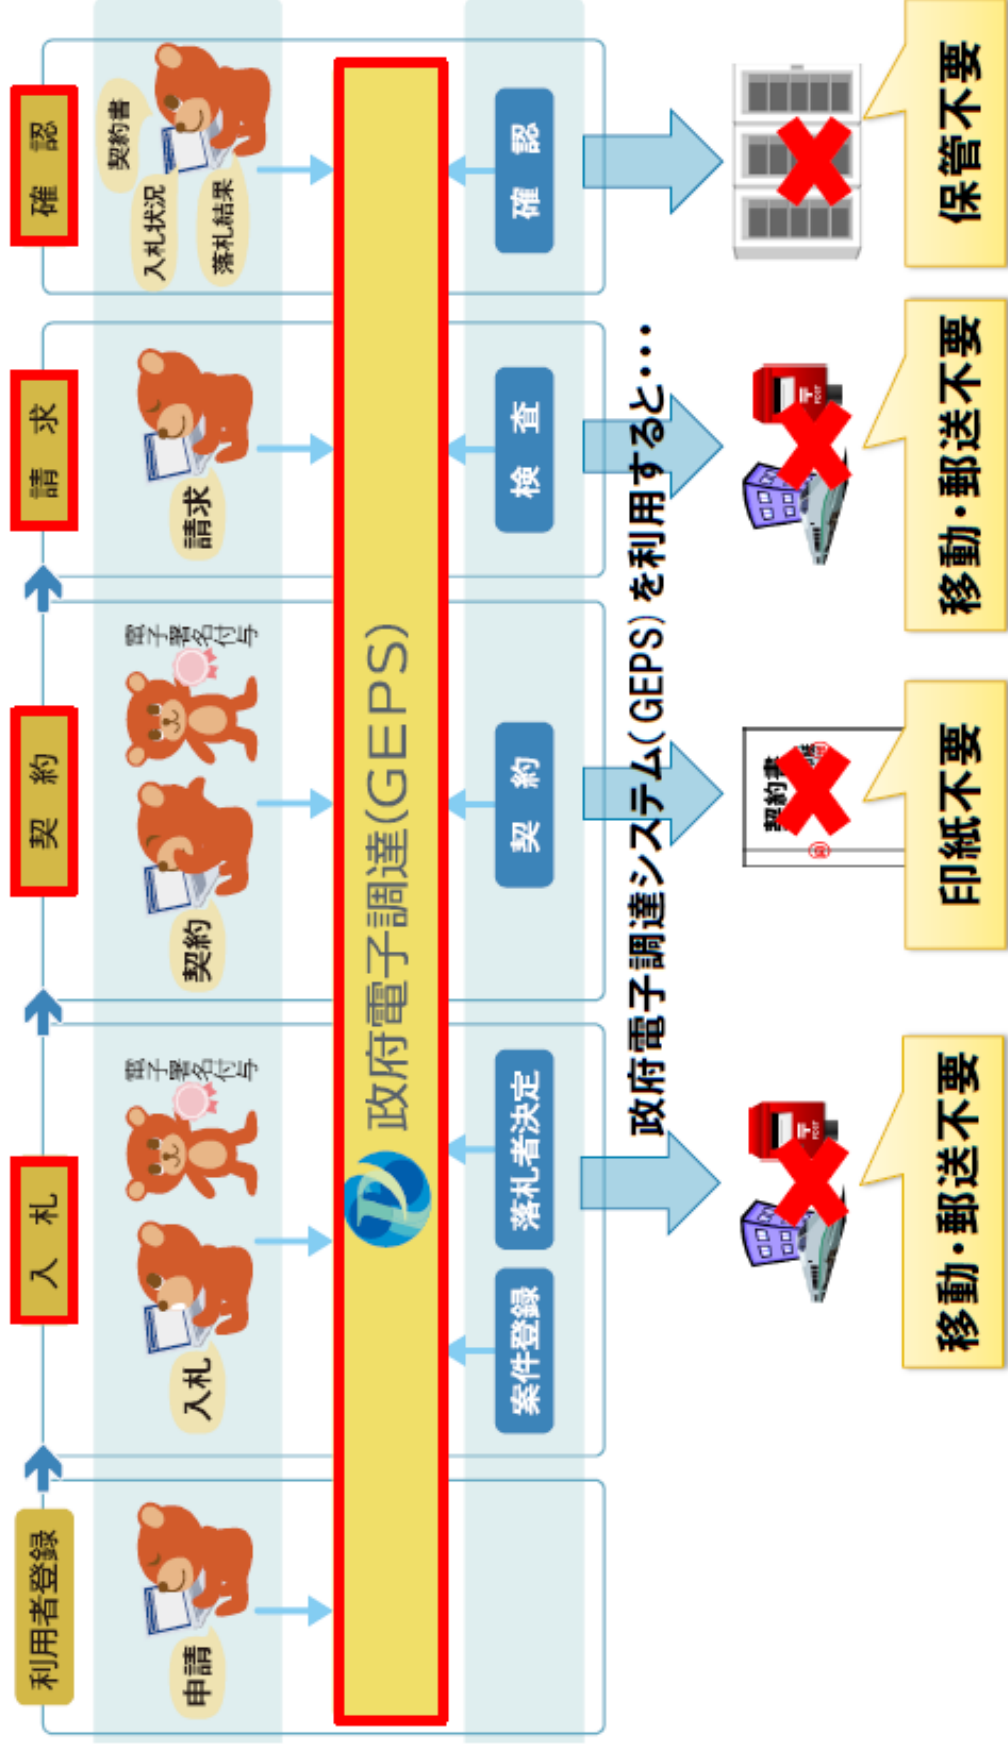 利用者登録
入 札
契 約
請 求
確 認
申請
入札
電子署名付与
契約
電子署名付与
請求
契約書
入札状況
落札結果
政府電子調達(GEPS)
案件登録
落札者決定
契 約
検 査
確 認
政府電子調達システム(GEPS)を利用すると・・・
〒
POST
契約書
〒
POST
移動・郵送不要
印紙不要
移動・郵送不要
保管不要